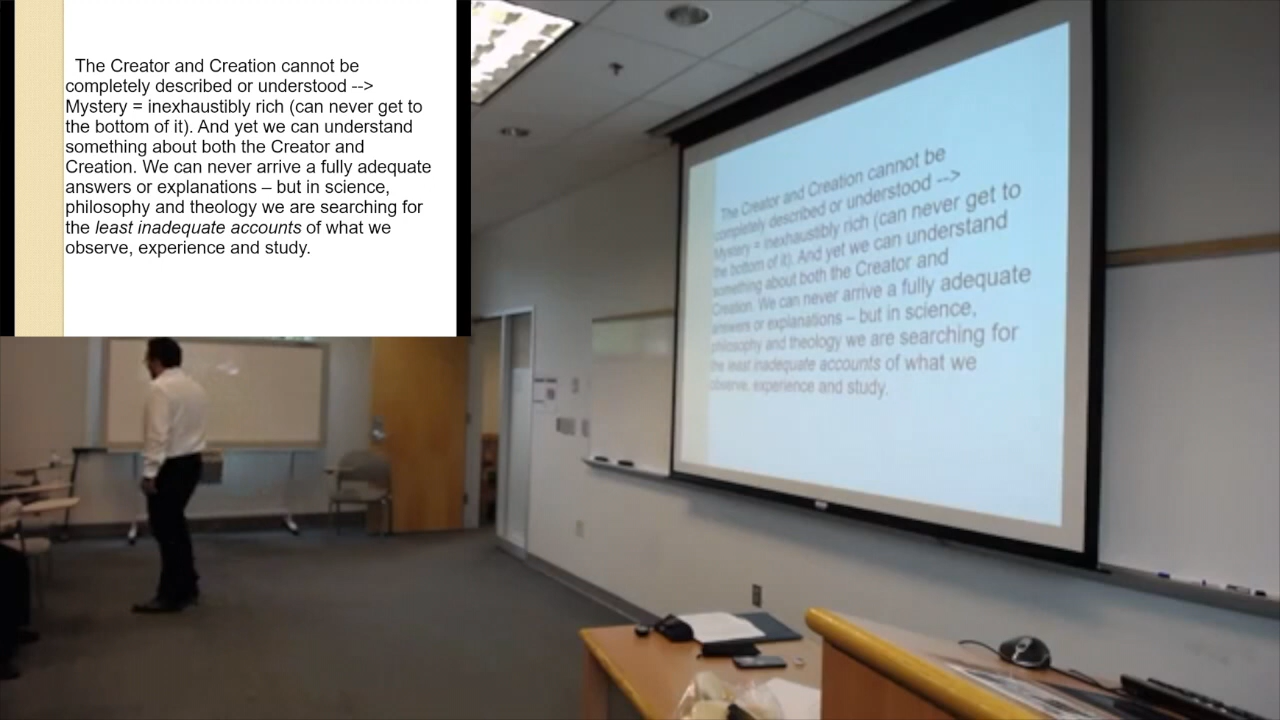 The Creator and Creation cannot be
completely described or understood -->
Mystery = inexhaustibly rich (can never get to
the bottom of it). And yet we can understand
something about both the Creator and
Creation. We can never arrive a fully adequate
answers or explanations – but in science,
philosophy and theology we are searching for
the least inadequate accounts of what we
observe, experience and study.
The Creator and Creation cannot be
completely described or understood -->
Mystery = inexhaustibly rich (can never get to
the bottom of it). And yet we can understand
something about both the Creator and
Creation. We can never arrive a fully adequate
answers or explanations – but in science,
philosophy and theology we are searching for
the least inadequate accounts of what we
observe, experience and study.